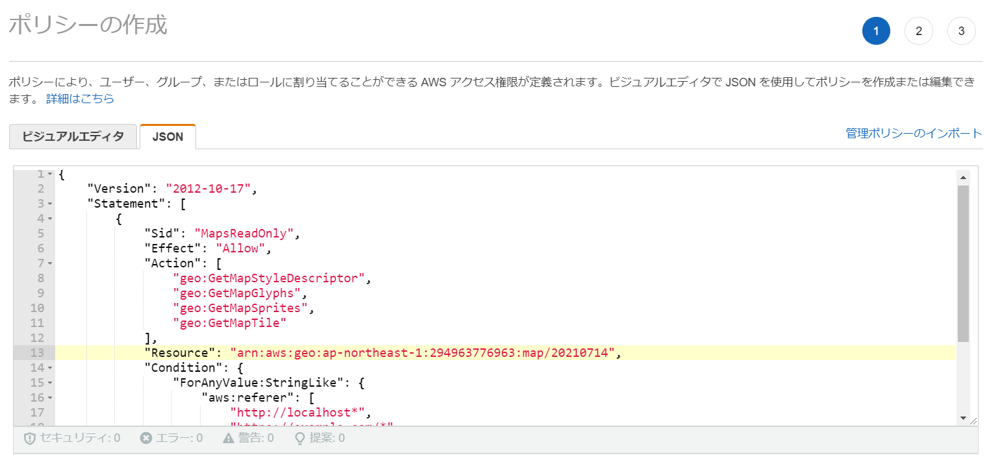 ポリシーの作成
1 2 3
ポリシーにより、ユーザー、グループ、またはロールに割り当てることができる AWS アクセス権限が定義されます。ビジュアルエディタで JSON を使用してポリシーを作成または編集でき
ます。 詳細はこちら
ビジュアルエディタ JSON 管理ポリシーのインポート
1 {
2 "Version": "2012-10-17",
3 "Statement": [
4 {
5 "Sid": "MapsReadOnly",
6 "Effect": "Allow",
7 "Action": [
8 "geo:GetMapStyleDescriptor",
9 "geo:GetMapGlyphs",
10 "geo:GetMapSprites",
11 "geo:GetMapTile"
12 ],
13 "Resource": "arn:aws:geo:ap-northeast-1:294963776963:map/20210714",
14 "Condition": {
15 "ForAnyValue:StringLike": {
16 "aws:referer": [
17 "http://localhost*",
セキュリティ: 0 エラー: 0 警告: 0 提案: 0